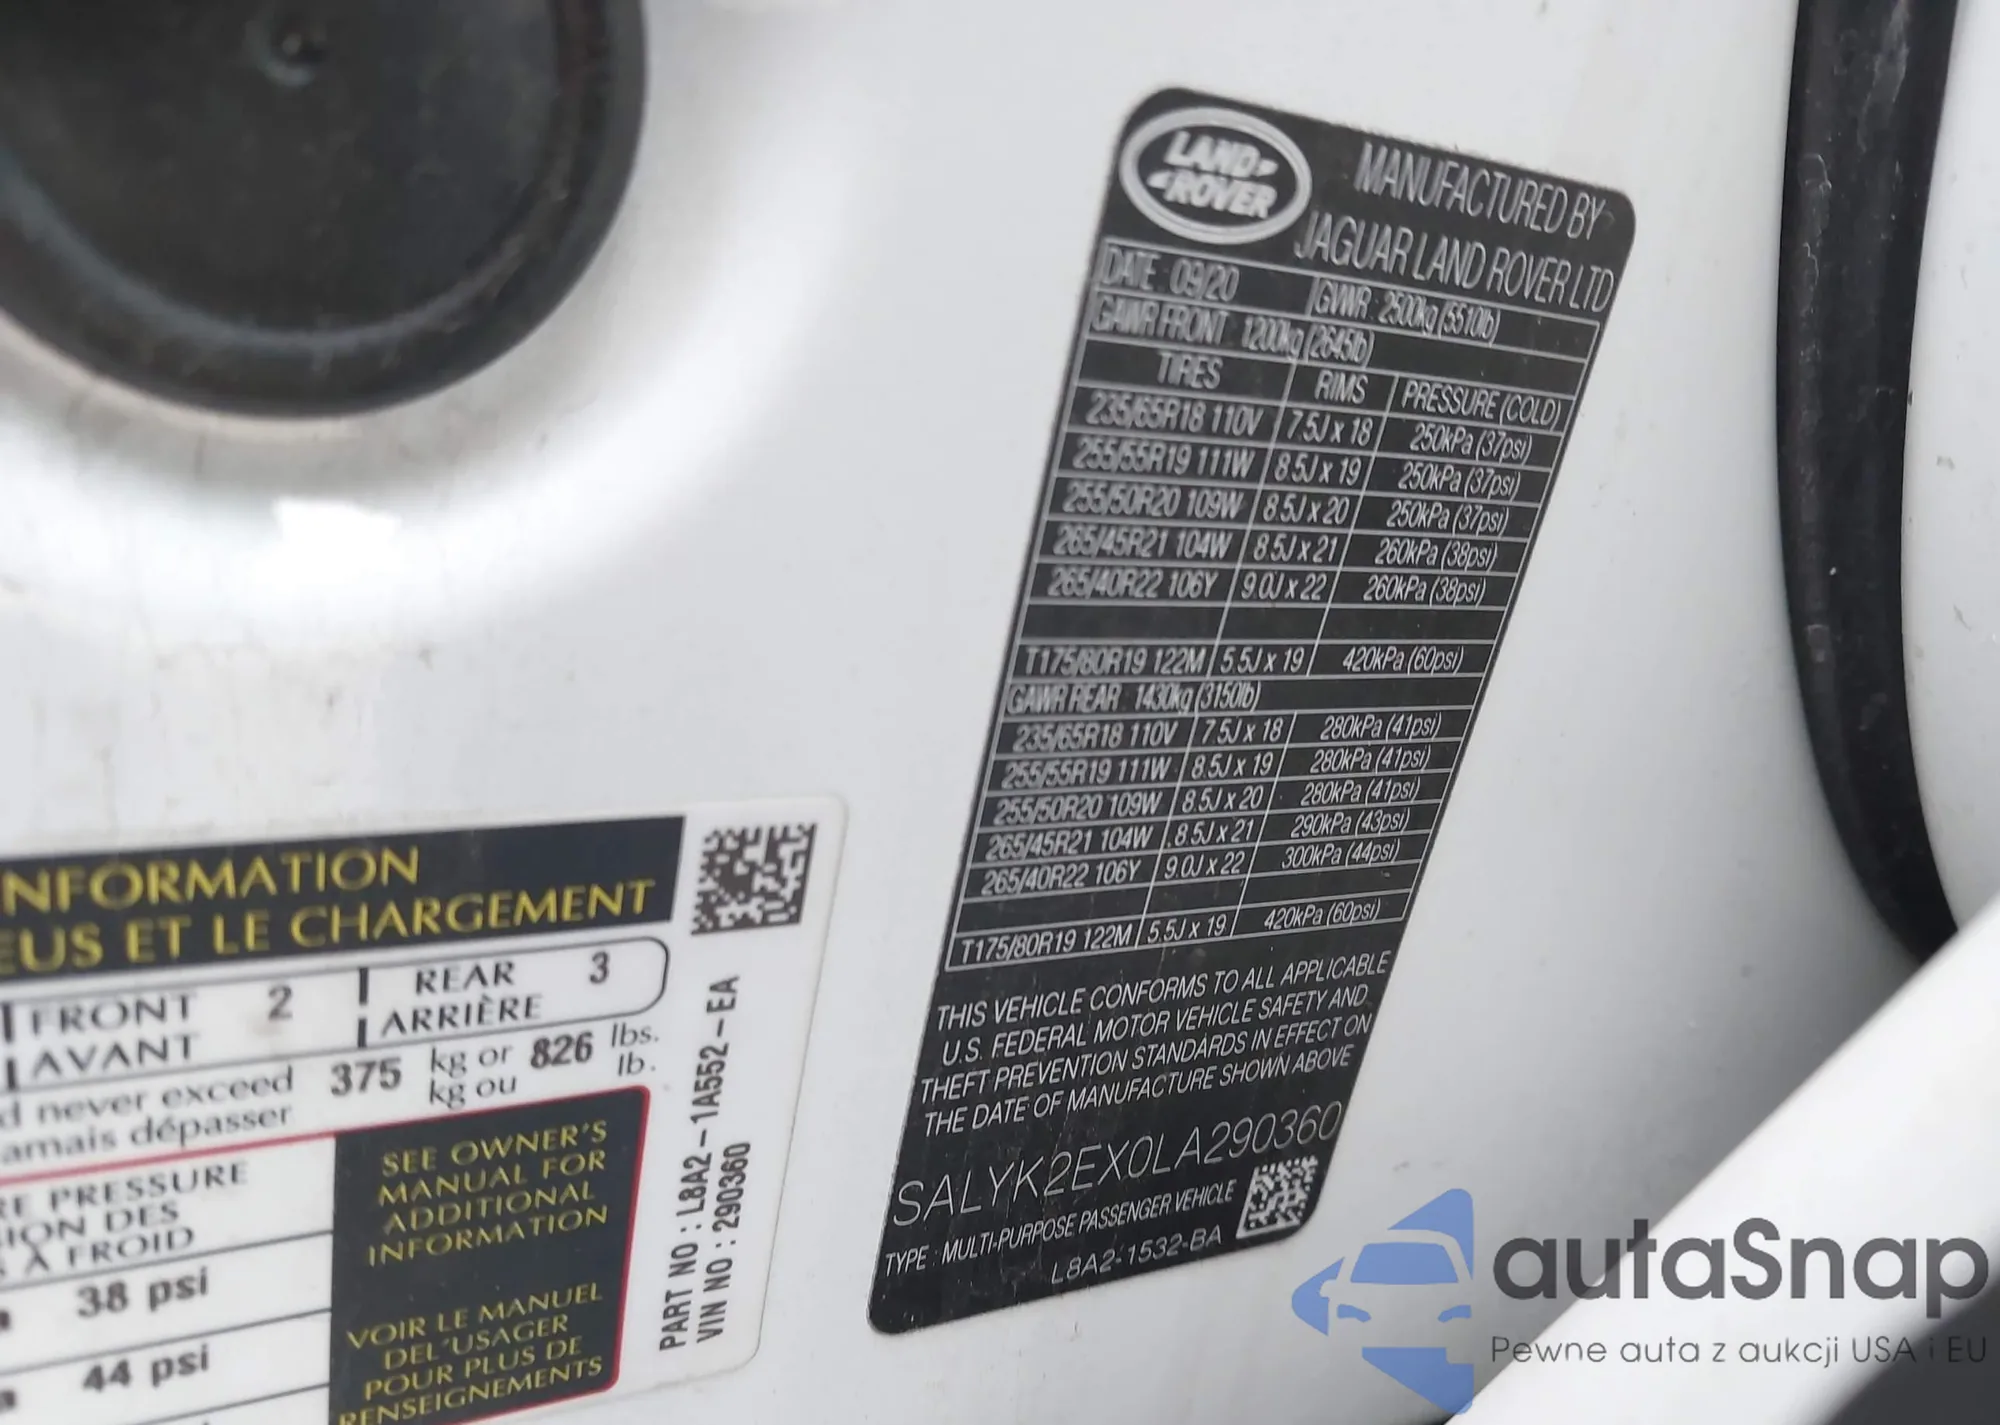 LAND
ROVER
MANUFACTURED BY
JAGUAR LAND ROVER LTD
DATE : 09/20 GVWR : 2500kg (5510lb)
GAWR FRONT : 1200kg (2645lb)
TIRES RIMS PRESSURE (COLD)
235/65R18 110V 7.5J x 18 250kPa (37psi)
255/55R19 111W 8.5J x 19 250kPa (37psi)
255/50R20 109W 8.5J x 20 250kPa (37psi)
265/45R21 104W 8.5J x 21 260kPa (38psi)
265/40R22 106Y 9.0J x 22 260kPa (38psi)
T175/80R19 122M 5.5J x 19 420kPa (60psi)
GAWR REAR : 1430kg (3150lb)
235/65R18 110V 7.5J x 18 280kPa (41psi)
255/55R19 111W 8.5J x 19 280kPa (41psi)
255/50R20 109W 8.5J x 20 280kPa (41psi)
265/45R21 104W 8.5J x 21 290kPa (43psi)
265/40R22 106Y 9.0J x 22 300kPa (44psi)
T175/80R19 122M 5.5J x 19 420kPa (60psi)
THIS VEHICLE CONFORMS TO ALL APPLICABLE
U.S. FEDERAL MOTOR VEHICLE SAFETY AND
THEFT PREVENTION STANDARDS IN EFFECT ON
THE DATE OF MANUFACTURE SHOWN ABOVE
SALYK2EX0LA290360
TYPE : MULTI-PURPOSE PASSENGER VEHICLE
L8A2-1532-BA
NFORMATION
EUS ET LE CHARGEMENT
FRONT 2 REAR 3
AVANT ARRIÈRE
d never exceed 375 kg or 826 lbs.
amais dépasser kg ou lb.
RE PRESSURE
ION DES
À FROID
38 psi
44 psi
SEE OWNER'S
MANUAL FOR
ADDITIONAL
INFORMATION
VOIR LE MANUEL
DEL'USAGER
POUR PLUS DE
RENSEIGNEMENTS
PART NO : L8A2-1A552-EA
VIN NO : 290360
autaSnap
Pewne auta z aukcji USA i EU